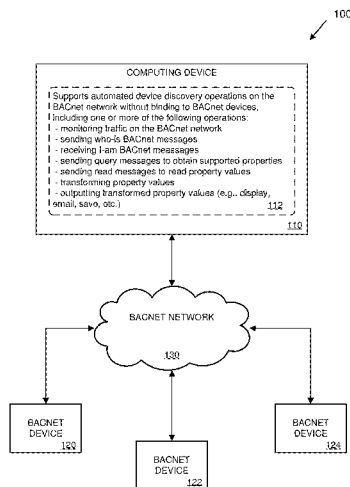 100
COMPUTING DEVICE
Supports automated device discovery operations on the
BACnet network without binding to BACnet devices,
including one or more of the following operations:
- monitoring traffic on the BACnet network
- sending who-is BACnet messages
- receiving I-am BACnet messages
- sending query messages to obtain supported properties
- sending read messages to read property values
- transforming property values
- outputting transformed property values (e.g., display,
email, save, etc.)
112
110
BACNET NETWORK
130
BACNET
DEVICE
120
BACNET
DEVICE
122
BACNET
DEVICE
124